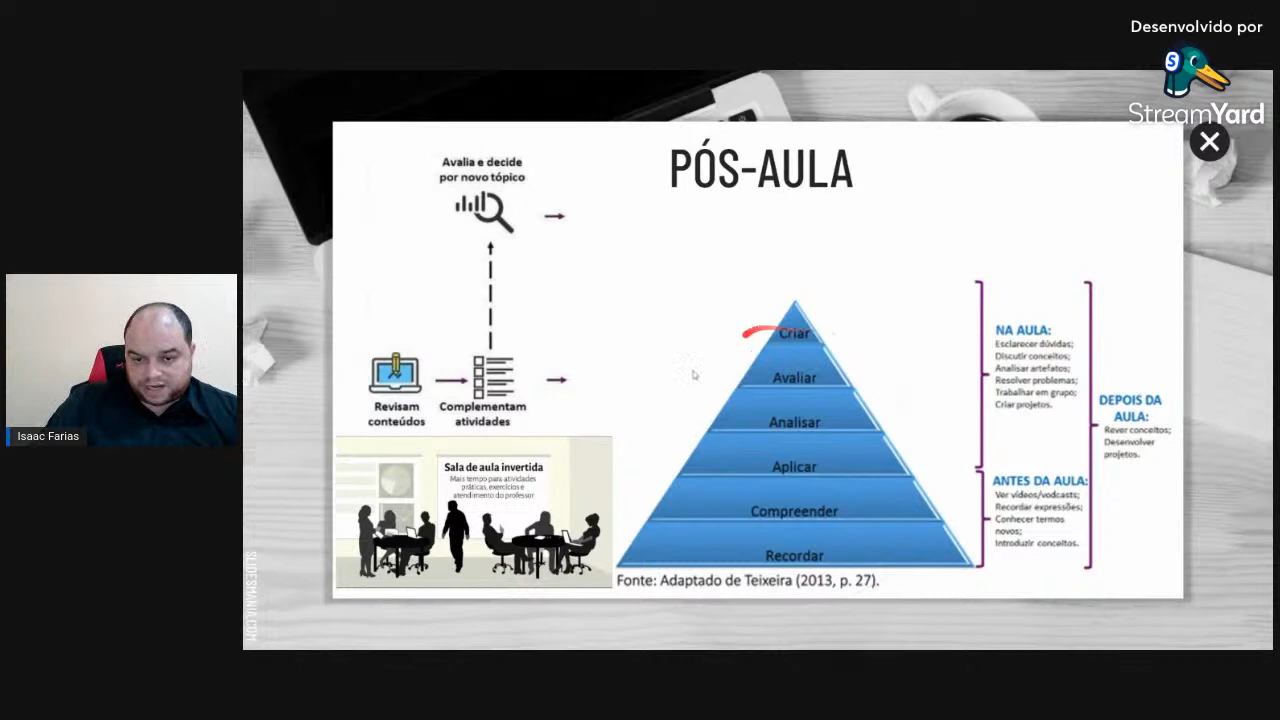 Desenvolvido por
StreamYard
PÓS-AULA
Avalia e decide
por novo tópico
Revisam
conteúdos
Complementam
atividades
Sala de aula invertida
Mais tempo para atividades
práticas, exercícios e
atendimento do professor
Criar
Avaliar
Analisar
Aplicar
Compreender
Recordar
Fonte: Adaptado de Teixeira (2013, p. 27).
NA AULA:
Esclarecer dúvidas;
Discutir conceitos;
Analisar artefatos;
Resolver problemas;
Trabalhar em grupo;
Criar projetos.
ANTES DA AULA:
Ver vídeos/vodcasts;
Recordar expressões;
Conhecer termos
novos;
Introduzir conceitos.
DEPOIS DA
AULA:
Rever conceitos;
Desenvolver
projetos.
Isaac Farias
SLIDESMANIA.COM